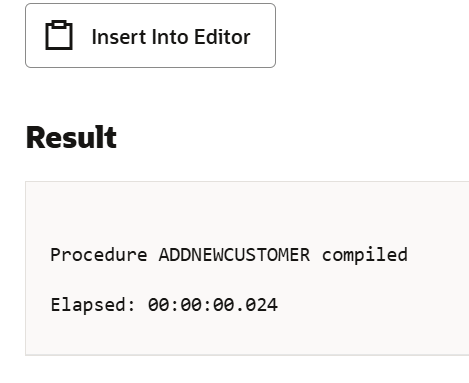 Insert Into Editor
Result
Procedure ADDNEWCUSTOMER compiled
Elapsed: 00:00:00.024